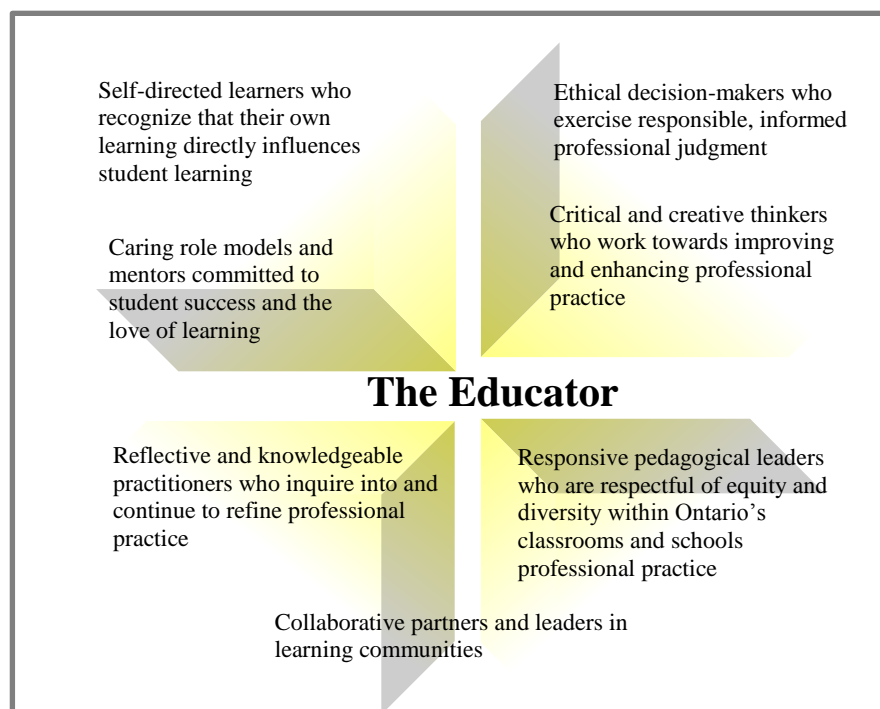 Self-directed learners who
recognize that their own
learning directly influences
student learning
Ethical decision-makers who
exercise responsible, informed
professional judgment
Caring role models and
mentors committed to
student success and the
love of learning
Critical and creative thinkers
who work towards improving
and enhancing professional
practice
The Educator
Reflective and knowledgeable
practitioners who inquire into and
continue to refine professional
practice
Responsive pedagogical leaders
who are respectful of equity and
diversity within Ontario’s
classrooms and schools
professional practice
Collaborative partners and leaders in
learning communities